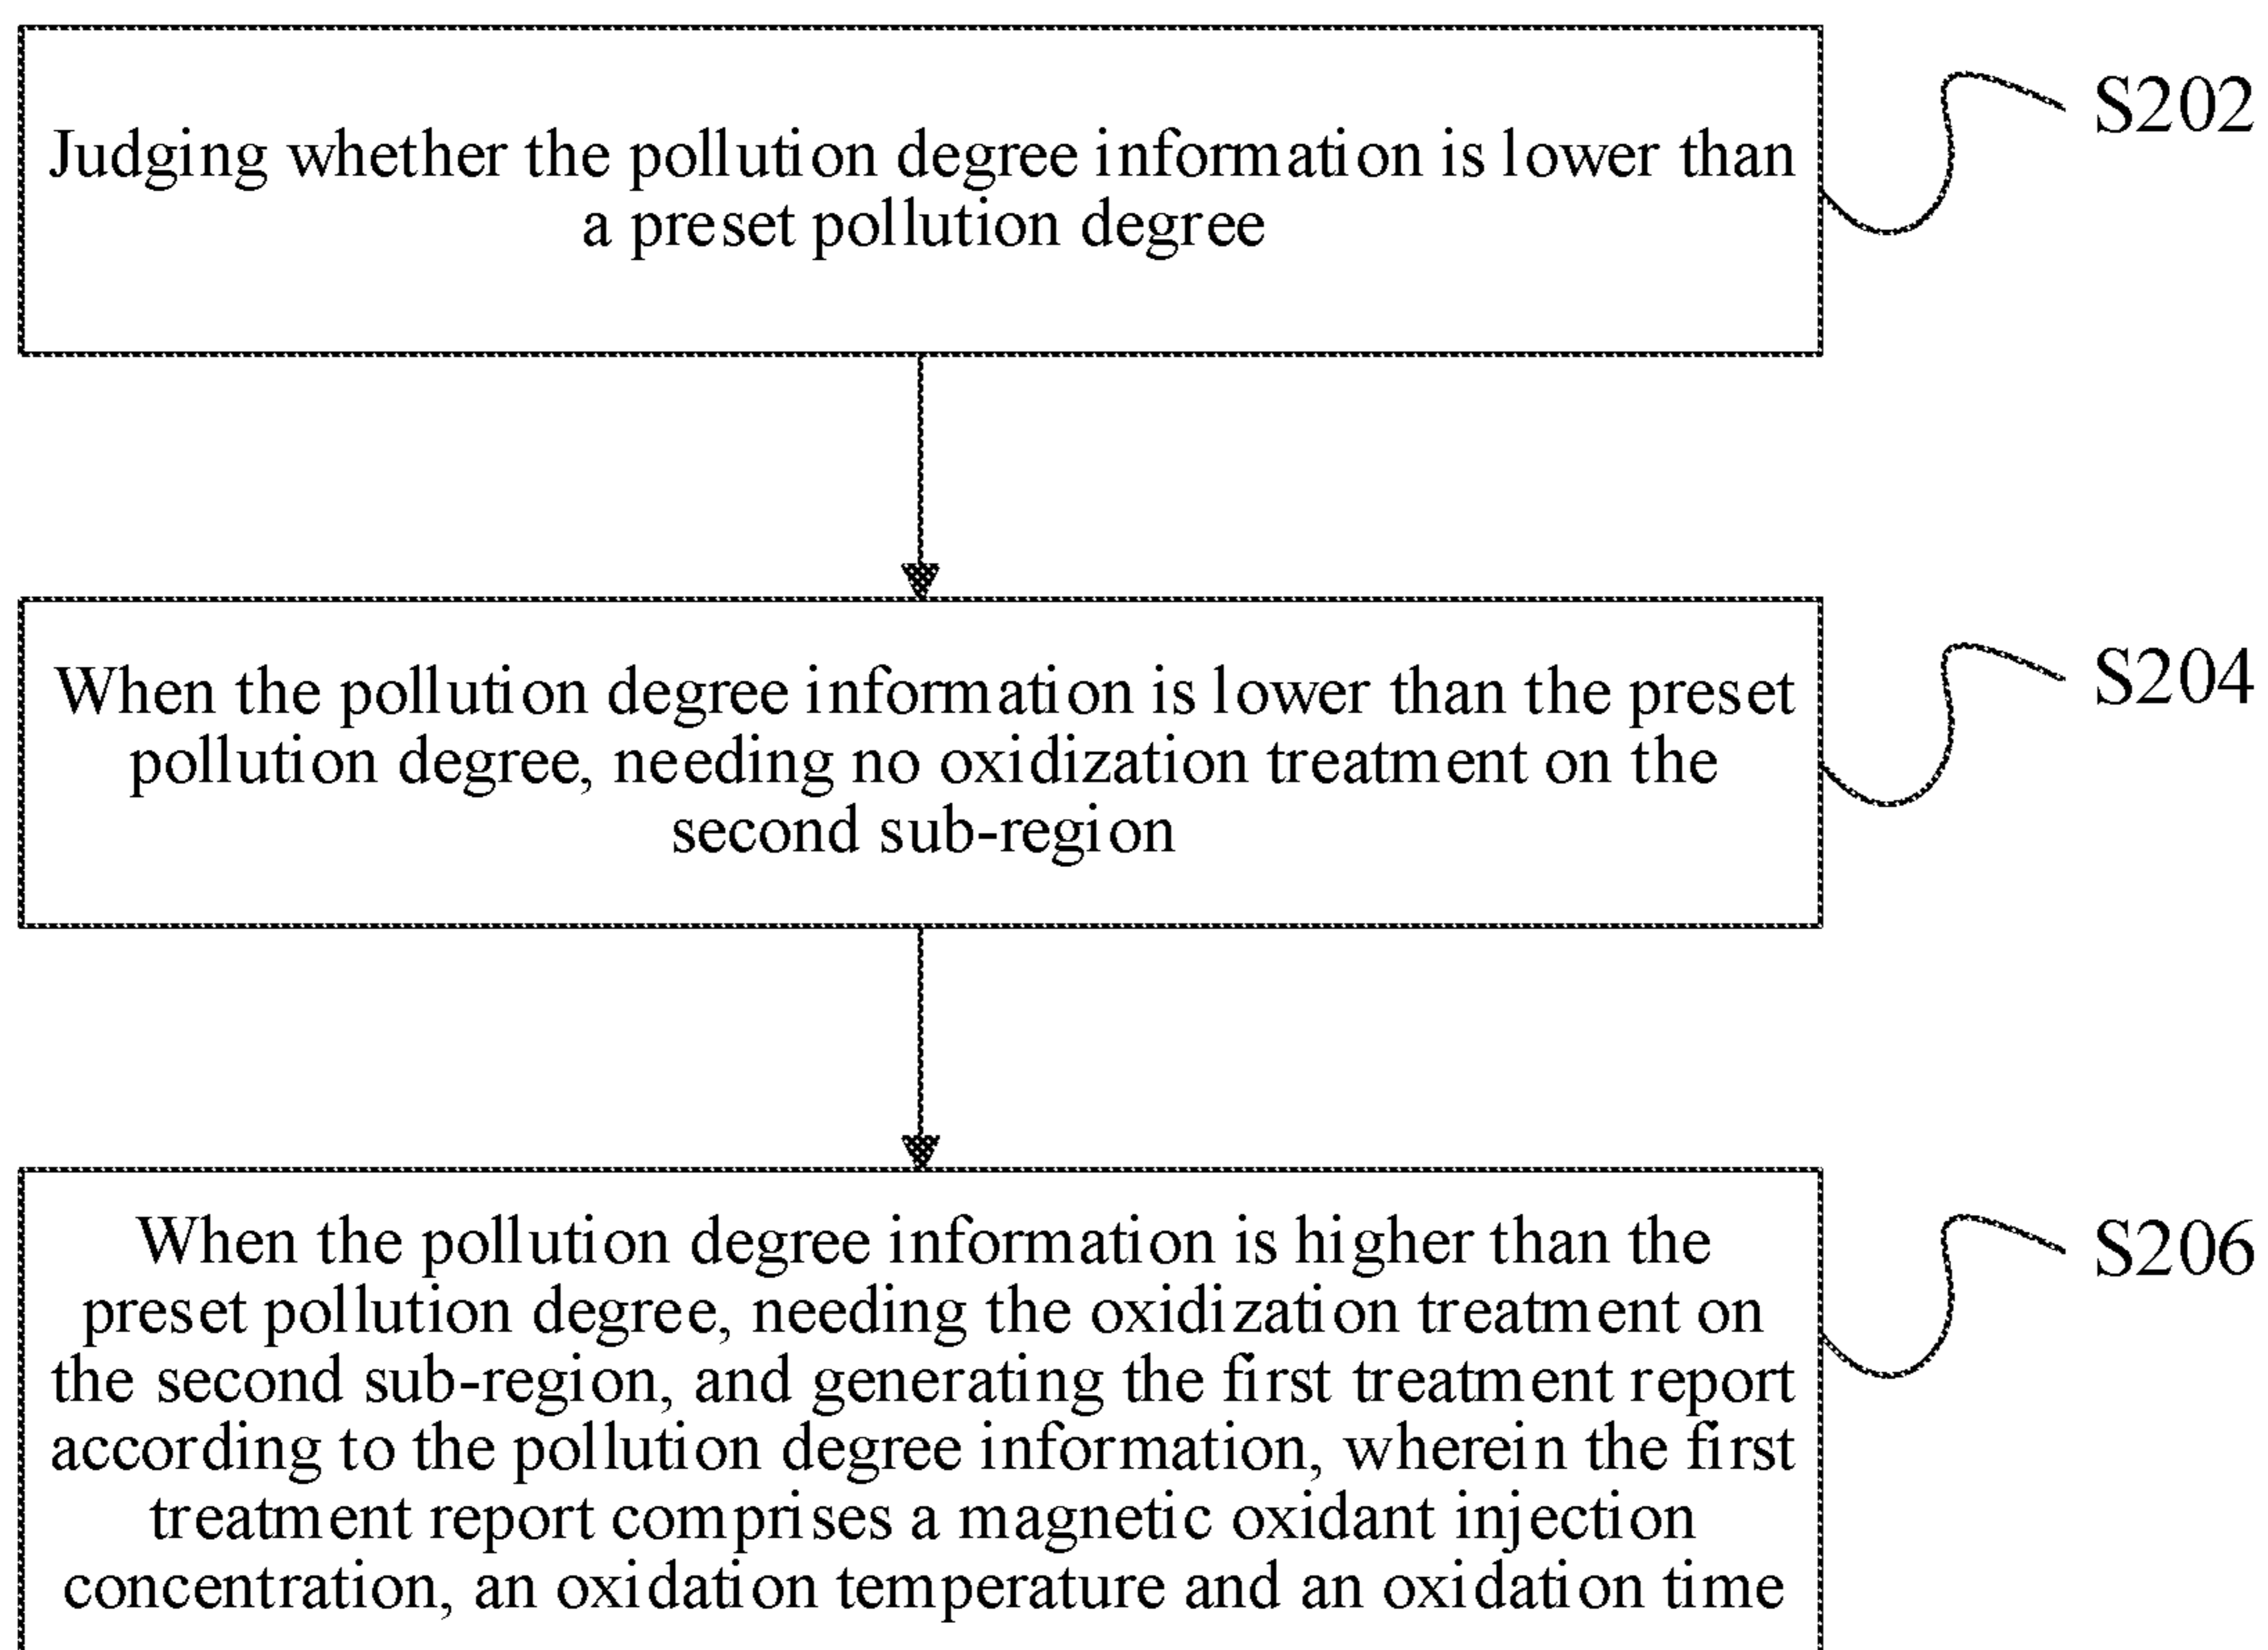 Judging whether the pollution degree information is lower than
a preset pollution degree
S202
When the pollution degree information is lower than the preset
pollution degree, needing no oxidization treatment on the
second sub-region
S204
When the pollution degree information is higher than the
preset pollution degree, needing the oxidization treatment on
the second sub-region, and generating the first treatment report
according to the pollution degree information, wherein the first
treatment report comprises a magnetic oxidant injection
concentration, an oxidation temperature and an oxidation time
S206